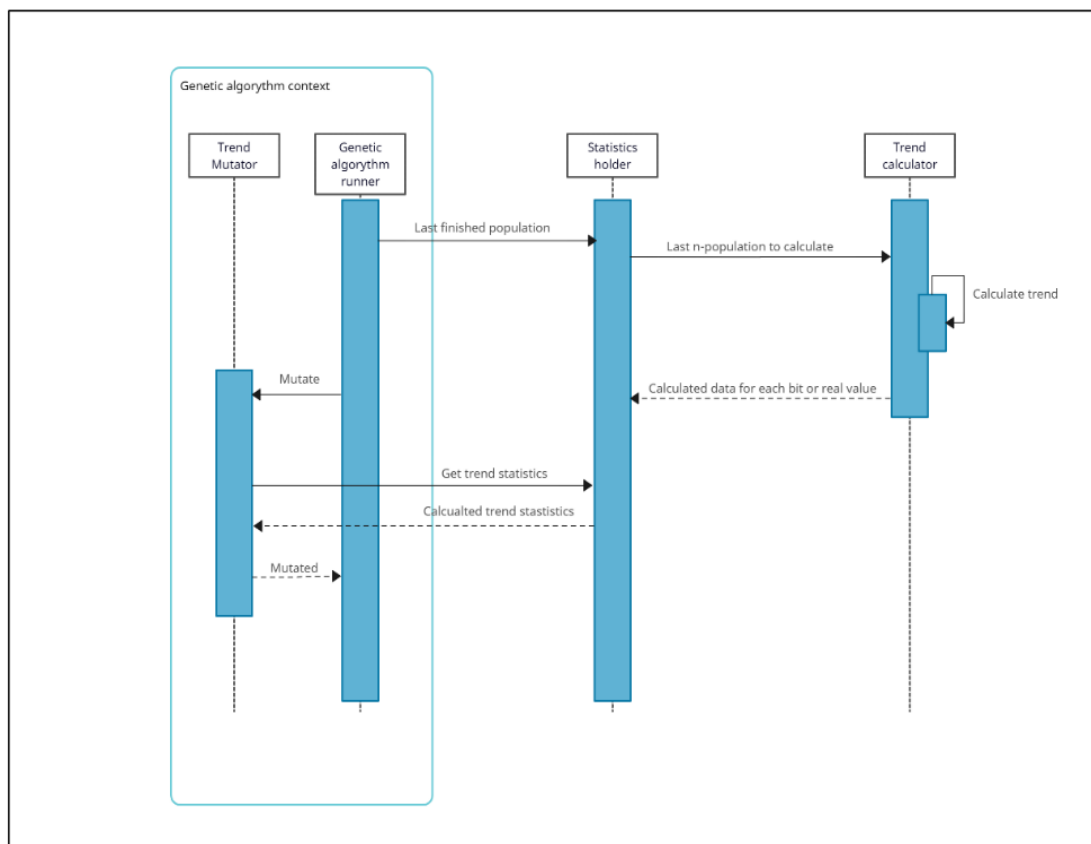 Genetic algorythm context
Trend
Mutator
Genetic
algorythm
runner
Statistics
holder
Trend
calculator
Last finished population
Last n-population to calculate
Calculate trend
Mutate
Calculated data for each bit or real value
Get trend statistics
Calcualted trend stastistics
Mutated